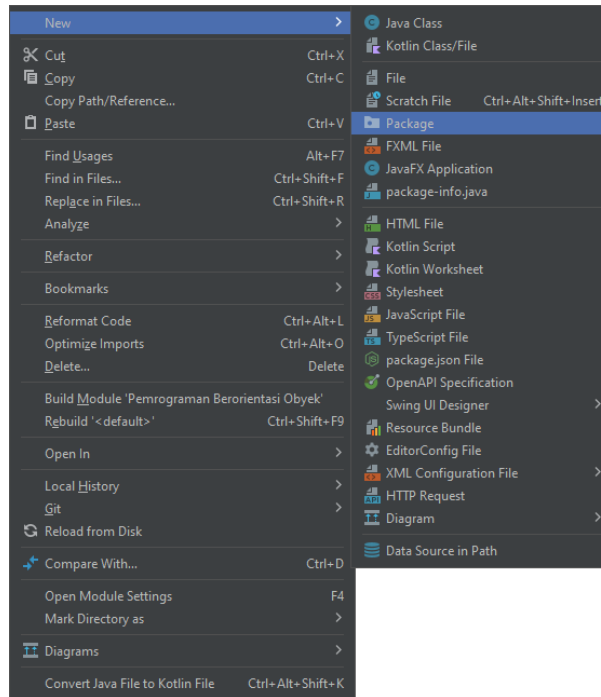 New
Cut Ctrl+X
Copy Ctrl+C
Copy Path/Reference...
Paste Ctrl+V
Find Usages Alt+F7
Find in Files... Ctrl+Shift+F
Replace in Files... Ctrl+Shift+R
Analyze
Refactor
Bookmarks
Reformat Code Ctrl+Alt+L
Optimize Imports Ctrl+Alt+O
Delete... Delete
Build Module 'Pemrograman Berorientasi Obyek'
Rebuild '<default>' Ctrl+Shift+F9
Open In
Local History
Git
Reload from Disk
Compare With... Ctrl+D
Open Module Settings F4
Mark Directory as
Diagrams
Convert Java File to Kotlin File Ctrl+Alt+Shift+K
Java Class
Kotlin Class/File
File
Scratch File Ctrl+Alt+Shift+Insert
Package
FXML File
JavaFX Application
package-info.java
HTML File
Kotlin Script
Kotlin Worksheet
Stylesheet
JavaScript File
TypeScript File
package.json File
OpenAPI Specification
Swing UI Designer
Resource Bundle
EditorConfig File
XML Configuration File
HTTP Request
Diagram
Data Source in Path